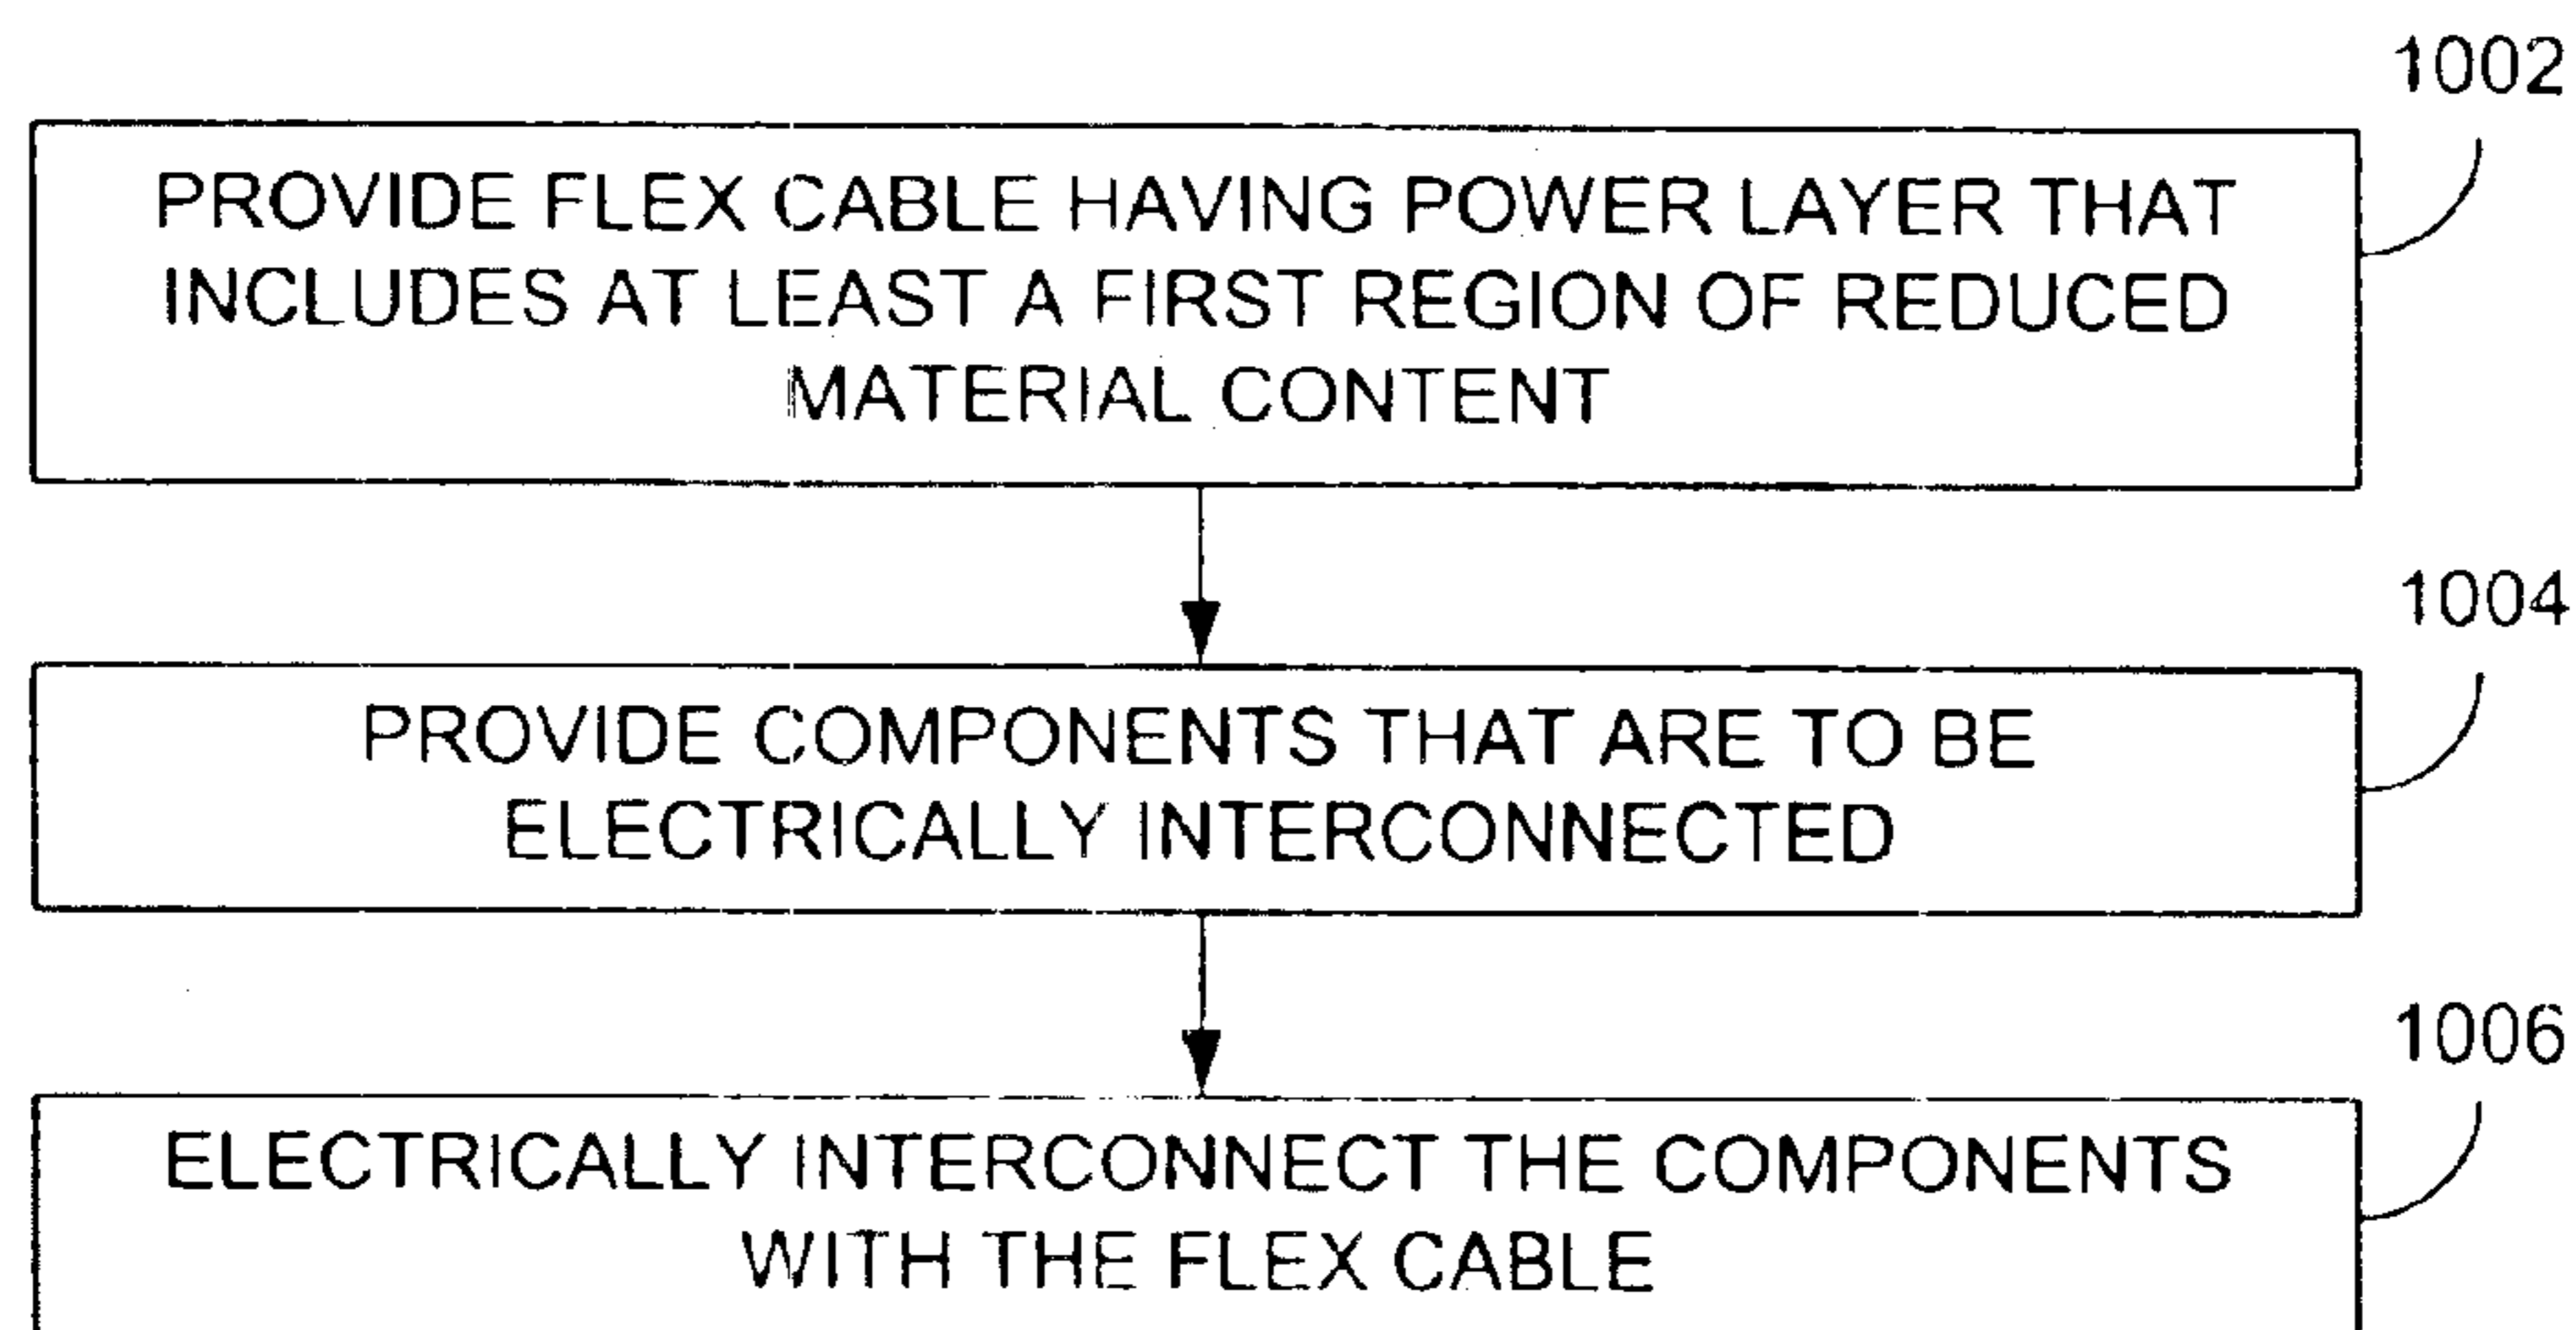 1002
PROVIDE FLEX CABLE HAVING POWER LAYER THAT
INCLUDES AT LEAST A FIRST REGION OF REDUCED
MATERIAL CONTENT
1004
PROVIDE COMPONENTS THAT ARE TO BE
ELECTRICALLY INTERCONNECTED
1006
ELECTRICALLY INTERCONNECT THE COMPONENTS
WITH THE FLEX CABLE